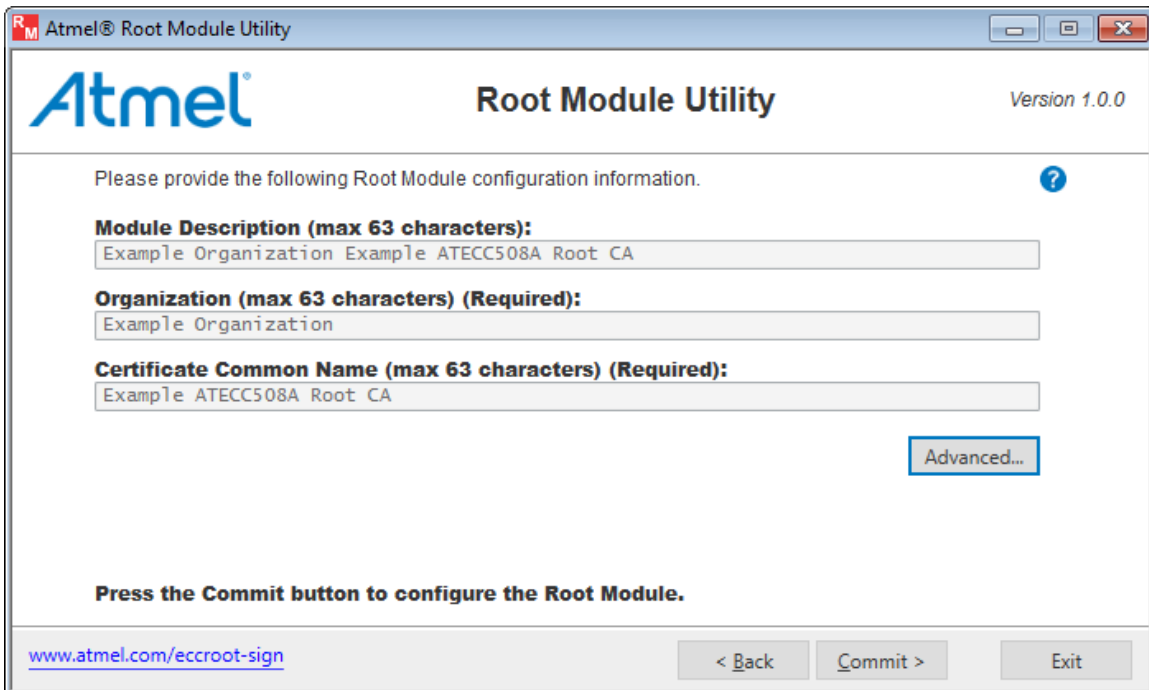 RM Atmel® Root Module Utility
Atmel® Root Module Utility Version 1.0.0
Please provide the following Root Module configuration information. ?
Module Description (max 63 characters):
Example Organization Example ATECC508A Root CA
Organization (max 63 characters) (Required):
Example Organization
Certificate Common Name (max 63 characters) (Required):
Example ATECC508A Root CA
Advanced...
Press the Commit button to configure the Root Module.
www.atmel.com/eccroot-sign < Back Commit > Exit